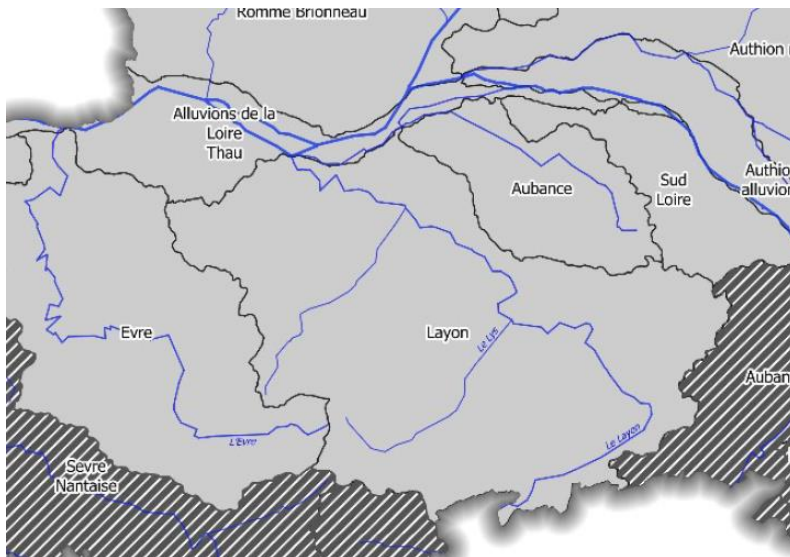 Romme Brionneau
Authion
Alluvions de la
Loire
Thau
Aubance
Sud
Loire
Authio
alluvion
Evre
Layon
Le Lys
Auban
L'Evre
Le Layon
Sevre
Nantaise